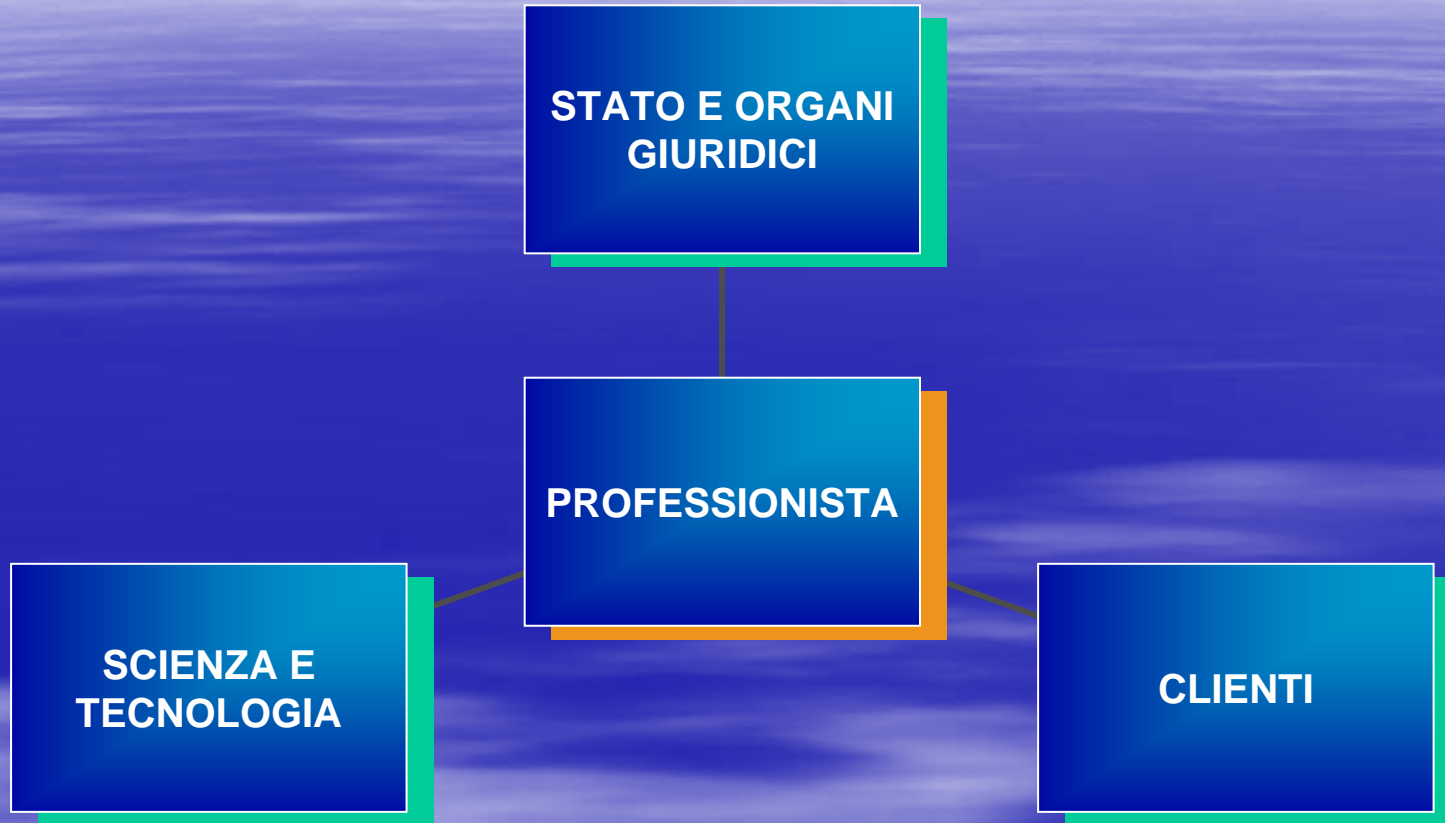 STATO E ORGANI
GIURIDICI
PROFESSIONISTA
SCIENZA E
TECNOLOGIA
CLIENTI